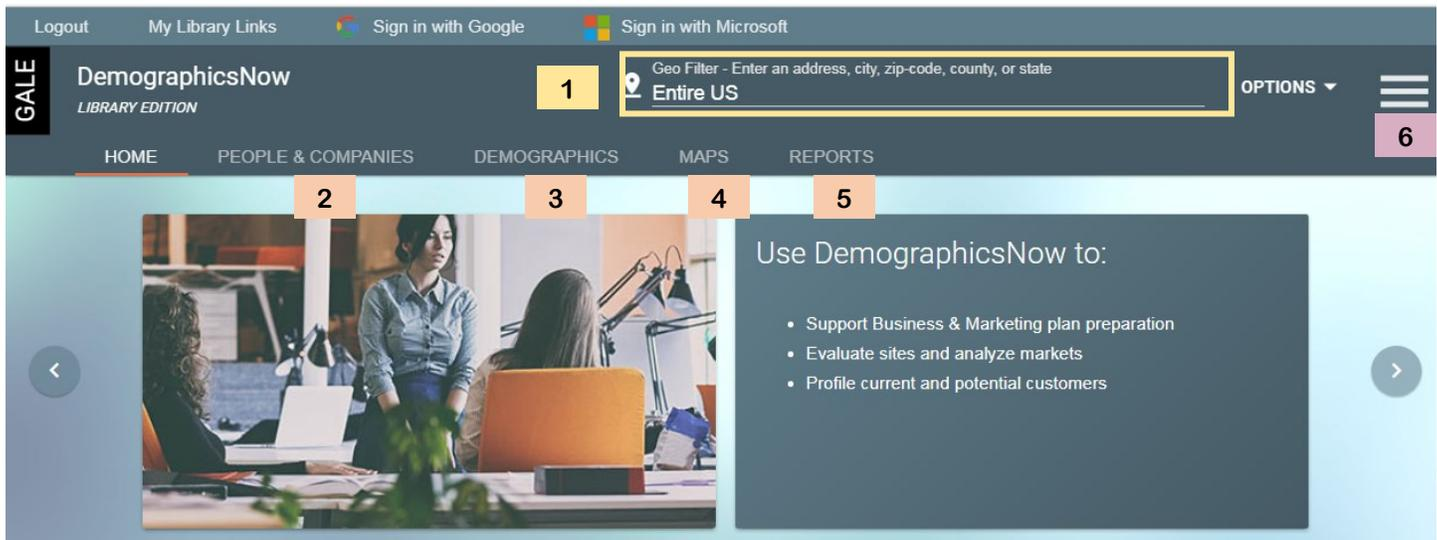 Logout My Library Links Sign in with Google Sign in with Microsoft
GALE
DemographicsNow
LIBRARY EDITION
1
Geo Filter - Enter an address, city, zip-code, county, or state
Entire US
OPTIONS
6
HOME PEOPLE & COMPANIES DEMOGRAPHICS MAPS REPORTS
2 3 4 5
Use DemographicsNow to:
• Support Business & Marketing plan preparation
• Evaluate sites and analyze markets
• Profile current and potential customers